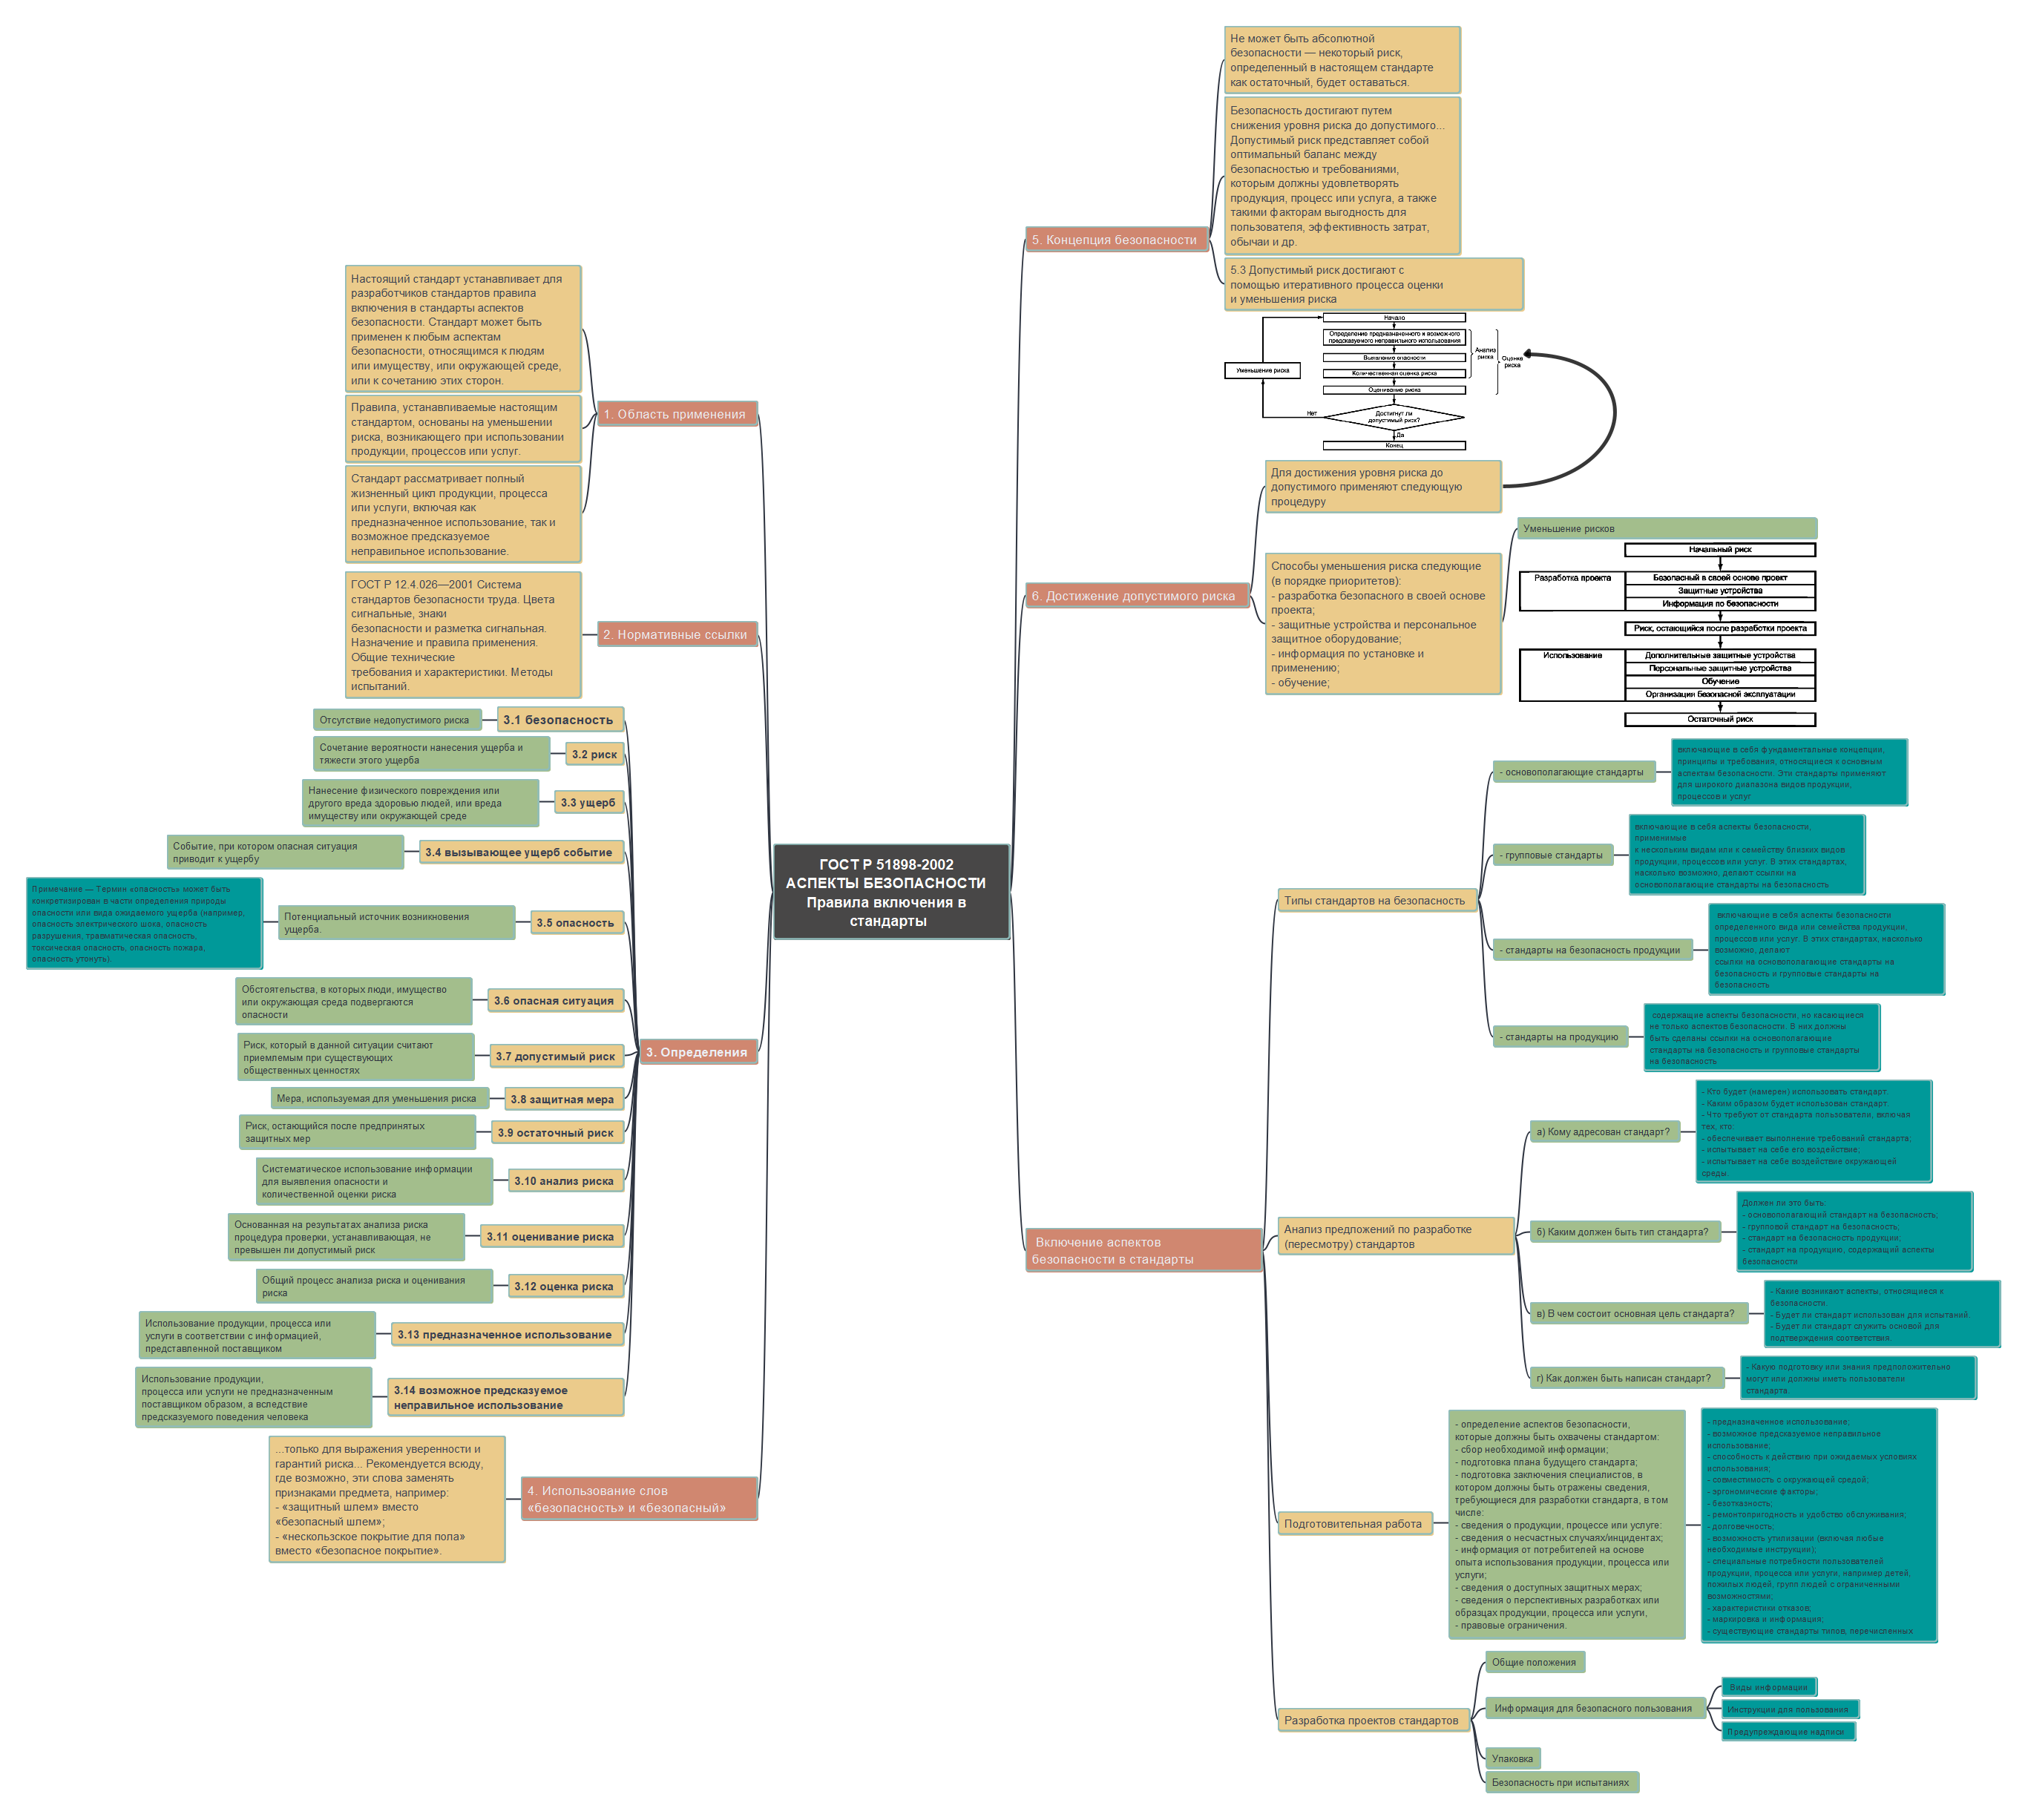 ГОСТ Р 51898-2002
АСПЕКТЫ БЕЗОПАСНОСТИ
Правила включения в
стандарты
1. Область применения
Настоящий стандарт устанавливает для
разработчиков стандартов правила
включения в стандарты аспектов
безопасности. Стандарт может быть
применен к любым аспектам
безопасности, относящимся к людям
или имуществу, или окружающей среде,
или к сочетанию этих сторон.
Правила, устанавливаемые настоящим
стандартом, основаны на уменьшении
риска, возникающего при использовании
продукции, процессов или услуг.
Стандарт рассматривает полный
жизненный цикл продукции, процесса
или услуги, включая как
предназначенное использование, так и
возможное предсказуемое
неправильное использование.
2. Нормативные ссылки
ГОСТ Р 12.4.026—2001 Система
стандартов безопасности труда. Цвета
сигнальные, знаки
безопасности и разметка сигнальная.
Назначение и правила применения.
Общие технические
требования и характеристики. Методы
испытаний.
3. Определения
3.1 безопасность
Отсутствие недопустимого риска
3.2 риск
Сочетание вероятности нанесения ущерба и
тяжести этого ущерба
3.3 ущерб
Нанесение физического повреждения или
другого вреда здоровью людей, или вреда
имуществу или окружающей среде
3.4 вызывающее ущерб событие
Событие, при котором опасная ситуация
приводит к ущербу
3.5 опасность
Потенциальный источник возникновения
ущерба.
Примечание — Термин «опасность» может быть
конкретизирован в части определения природы
опасности или вида ожидаемого ущерба (например,
опасность электрического шока, опасность
разрушения, травматическая опасность,
токсическая опасность, опасность пожара,
опасность утонуть).
3.6 опасная ситуация
Обстоятельства, в которых люди, имущество
или окружающая среда подвергаются
опасности
3.7 допустимый риск
Риск, который в данной ситуации считают
приемлемым при существующих
общественных ценностях
3.8 защитная мера
Мера, используемая для уменьшения риска
3.9 остаточный риск
Риск, остающийся после предпринятых
защитных мер
3.10 анализ риска
Систематическое использование информации
для выявления опасности и
количественной оценки риска
3.11 оценивание риска
Основанная на результатах анализа риска
процедура проверки, устанавливающая, не
превышен ли допустимый риск
3.12 оценка риска
Общий процесс анализа риска и оценивания
риска
3.13 предназначенное использование
Использование продукции, процесса или
услуги в соответствии с информацией,
представленной поставщиком
3.14 возможное предсказуемое
неправильное использование
Использование продукции,
процесса или услуги не предназначенным
поставщиком образом, а вследствие
предсказуемого поведения человека
4. Использование слов
«безопасность» и «безопасный»
...только для выражения уверенности и
гарантий риска... Рекомендуется всюду,
где возможно, эти слова заменять
признаками предмета, например:
- «защитный шлем» вместо
«безопасный шлем»;
- «нескользское покрытие для пола»
вместо «безопасное покрытие».
5. Концепция безопасности
Не может быть абсолютной
безопасности — некоторый риск,
определенный в настоящем стандарте
как остаточный, будет оставаться.
Безопасность достигают путем
снижения уровня риска до допустимого...
Допустимый риск представляет собой
оптимальный баланс между
безопасностью и требованиями,
которым должны удовлетворять
продукция, процесс или услуга, а также
такими факторам выгодность для
пользователя, эффективность затрат,
обычаи и др.
5.3 Допустимый риск достигают с
помощью итеративного процесса оценки
и уменьшения риска
Начало
Определение предназначенного и возможного
предсказуемого неправильного использования
Выявление опасности
Количественная оценка риска
Оценивание риска
Анализ
риска
Оценка
риска
Уменьшение риска
Нет
Достигнут ли
допустимый риск?
Да
Конец
6. Достижение допустимого риска
Для достижения уровня риска до
допустимого применяют следующую
процедуру
Способы уменьшения риска следующие
(в порядке приоритетов):
- разработка безопасного в своей основе
проекта;
- защитные устройства и персональное
защитное оборудование;
- информация по установке и
применению;
- обучение;
Уменьшение рисков
Начальный риск
Разработка проекта
Безопасный в своей основе проект
Защитные устройства
Информация по безопасности
Риск, остающийся после разработки проекта
Использование
Дополнительные защитные устройства
Персональные защитные устройства
Обучение
Организация Безопасной эксплуатации
Остаточный риск
Включение аспектов
безопасности в стандарты
Типы стандартов на безопасность
- основополагающие стандарты
включающие в себя фундаментальные концепции,
принципы и требования, относящиеся к основным
аспектам безопасности. Эти стандарты применяют
для широкого диапазона видов продукции,
процессов и услуг
- групповые стандарты
включающие в себя аспекты безопасности,
применимые
к нескольким видам или к семейству близких видов
продукции, процессов или услуг. В этих стандартах,
насколько возможно, делают ссылки на
основополагающие стандарты на безопасность
- стандарты на безопасность продукции
включающие в себя аспекты безопасности
определенного вида или семейства продукции,
процессов или услуг. В этих стандартах, насколько
возможно, делают
ссылки на основополагающие стандарты на
безопасность и групповые стандарты на
безопасность
- стандарты на продукцию
содержащие аспекты безопасности, но касающиеся
не только аспектов безопасности. В них должны
быть сделаны ссылки на основополагающие
стандарты на безопасность и групповые стандарты
на безопасность
Анализ предложений по разработке
(пересмотру) стандартов
а) Кому адресован стандарт?
- Кто будет (намерен) использовать стандарт.
- Каким образом будет использован стандарт.
- Что требуют от стандарта пользователи, включая
тех, кто:
- обеспечивает выполнение требований стандарта;
- испытывает на себе его воздействие;
- испытывает на себе воздействие окружающей
среды.
б) Каким должен быть тип стандарта?
Должен ли это быть:
- основополагающий стандарт на безопасность;
- групповой стандарт на безопасность;
- стандарт на безопасность продукции;
- стандарт на продукцию, содержащий аспекты
безопасности
в) В чем состоит основная цель стандарта?
- Какие возникают аспекты, относящиеся к
безопасности.
- Будет ли стандарт использован для испытаний.
- Будет ли стандарт служить основой для
подтверждения соответствия.
г) Как должен быть написан стандарт?
- Какую подготовку или знания предположительно
могут или должны иметь пользователи
стандарта.
Подготовительная работа
- определение аспектов безопасности,
которые должны быть охвачены стандартом:
- сбор необходимой информации;
- подготовка плана будущего стандарта;
- подготовка заключения специалистов, в
котором должны быть отражены сведения,
требующиеся для разработки стандарта, в том
числе:
- сведения о продукции, процессе или услуге:
- сведения о несчастных случаях/инцидентах;
- информация от потребителей на основе
опыта использования продукции, процесса или
услуги;
- сведения о доступных защитных мерах;
- сведения о перспективных разработках или
образцах продукции, процесса или услуги,
- правовые ограничения.
- предназначенное использование;
- возможное предсказуемое неправильное
использование;
- способность к действию при ожидаемых условиях
использования;
- совместимость с окружающей средой;
- эргономические факторы;
- безотказность;
- ремонтопригодность и удобство обслуживания;
- долговечность;
- возможность утилизации (включая любые
необходимые инструкции);
- специальные потребности пользователей
продукции, процесса или услуги. например детей,
пожилых людей. групп людей с ограниченными
возможностями;
- характеристики отказов;
- маркировка и информация;
- существующие стандарты типов, перечисленных
Разработка проектов стандартов
Общие положения
Информация для безопасного пользования
Виды информации
Инструкции для пользования
Предупреждающие надписи
Упаковка
Безопасность при испытаниях